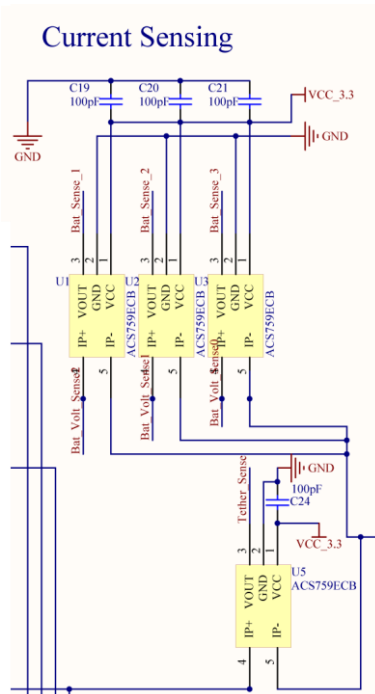 Current Sensing
C19
100pF
C20
100pF
C21
100pF
VCC_3.3
GND
GND
Bat_Sense_1
Bat_Sense_2
Bat_Sense_3
3
2
1
3
2
1
3
2
1
U1
VOUT
GND
VCC
IP+
IP-
ACS759ECB
U2
VOUT
GND
VCC
IP+
IP-
ACS759ECB
U3
VOUT
GND
VCC
IP+
IP-
ACS759ECB
5
5
5
Bat_Volt_Sense2
Bat_Volt_Sense1
Bat_Volt_Sense0
Tether_Sense
GND
100pF
C24
VCC_3.3
3
2
1
U5
ACS759ECB
VOUT
GND
VCC
IP+
IP-
4
5